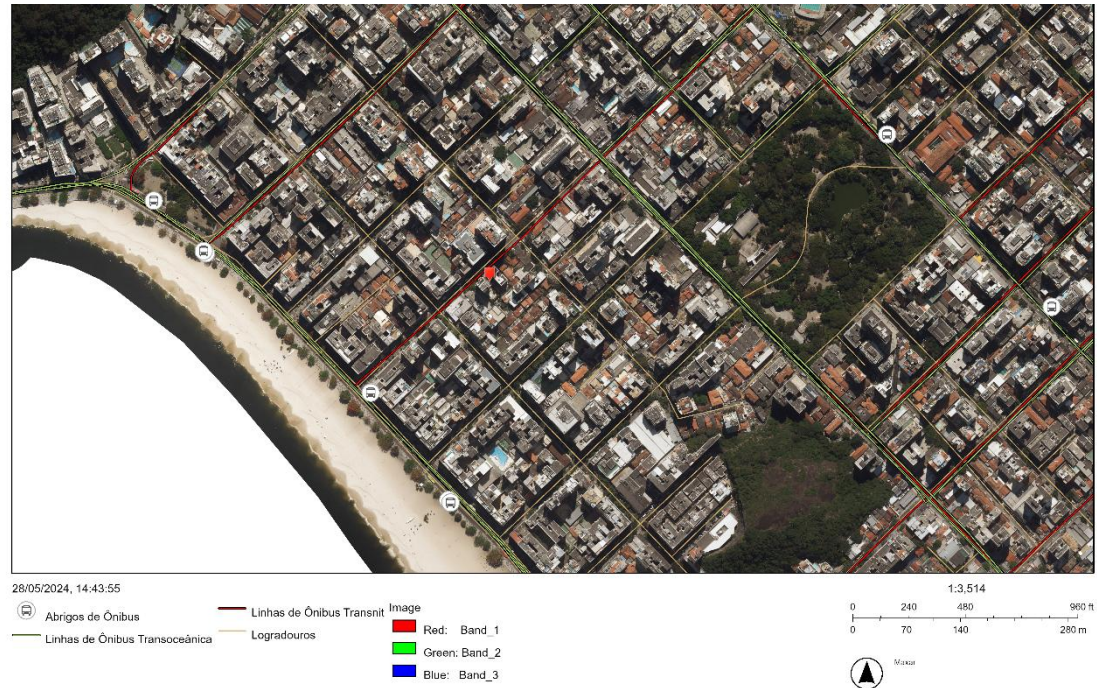 28/05/2024, 14:43:55
1:3,514
Abrigos de Ônibus
Linhas de Ônibus Transoceânica
Linhas de Ônibus Transnit
Logradouros
Image
Red: Band_1
Green: Band_2
Blue: Band_3
0 240 480 960 ft
0 70 140 280 m
Maxar